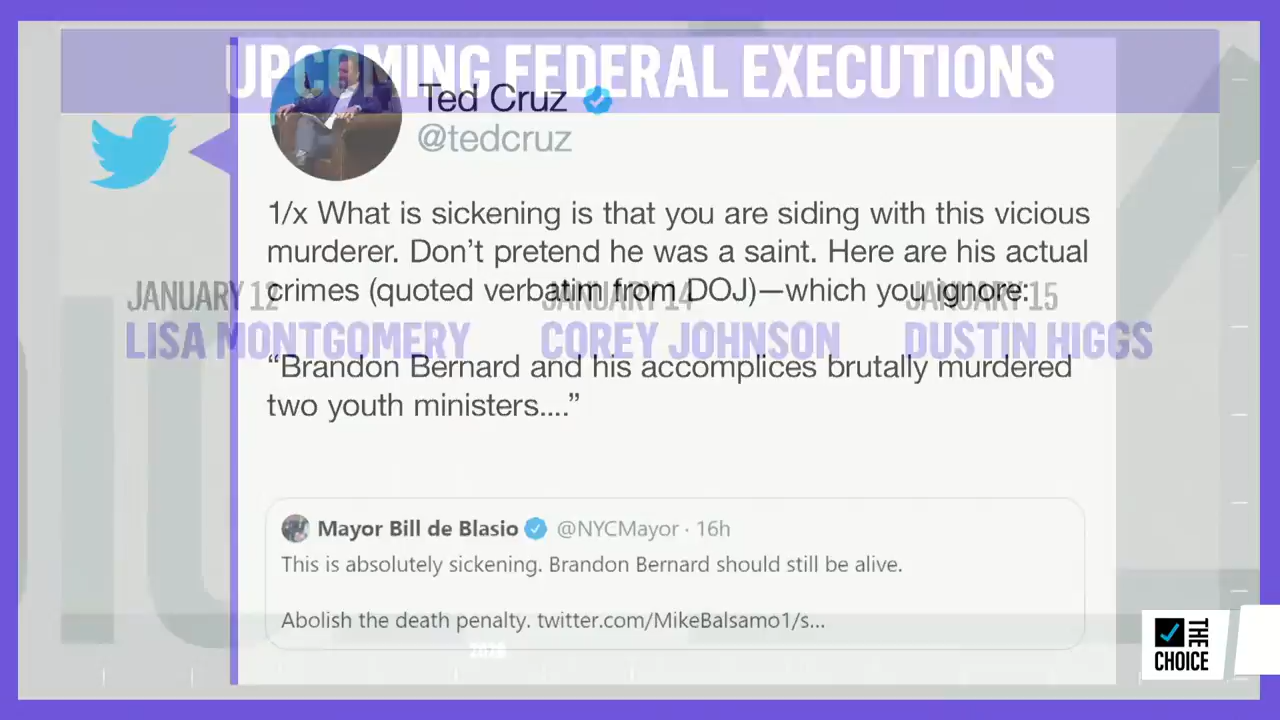 UPCOMING FEDERAL EXECUTIONS
Ted Cruz
@tedcruz
1/x What is sickening is that you are siding with this vicious
murderer. Don't pretend he was a saint. Here are his actual
crimes (quoted verbatim from DOJ)—which you ignore:
JANUARY 12
JANUARY 14
JANUARY 15
LISA MONTGOMERY
COREY JOHNSON
DUSTIN HIGGS
“Brandon Bernard and his accomplices brutally murdered
two youth ministers....”
Mayor Bill de Blasio @NYCMayor · 16h
This is absolutely sickening. Brandon Bernard should still be alive.
Abolish the death penalty. twitter.com/MikeBalsamo1/s...
THE
CHOICE